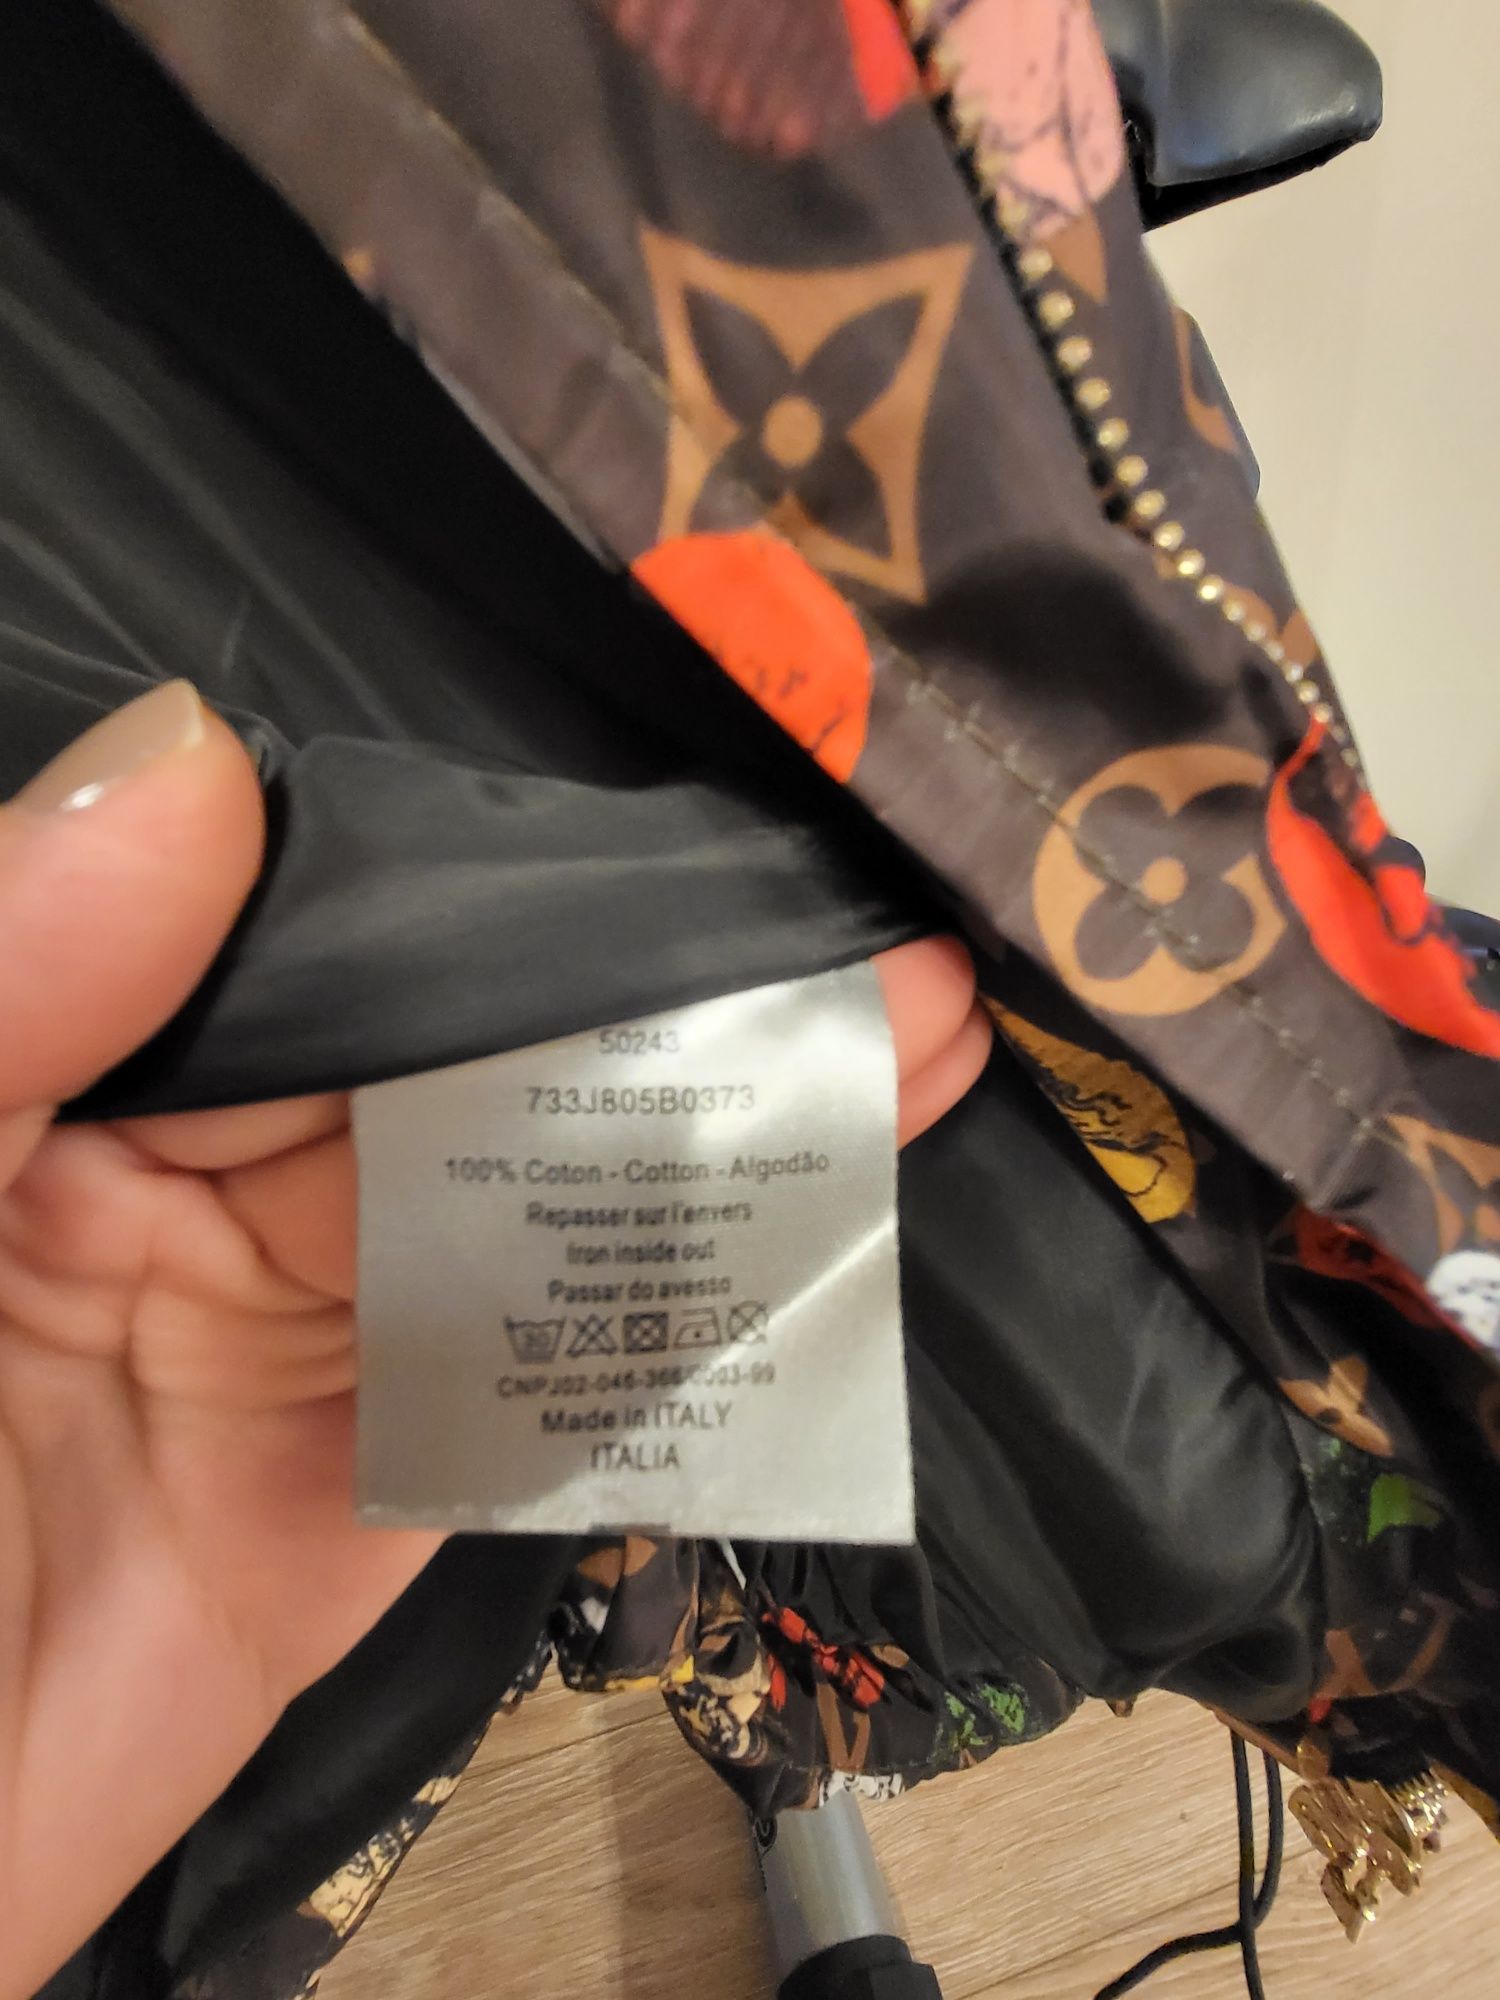 50243
733J805B0373
100% Coton - Cotton - Algodão
Repasser sur l'envers
Iron inside out
Passar do avesso
30
Made in ITALY
ITALIA